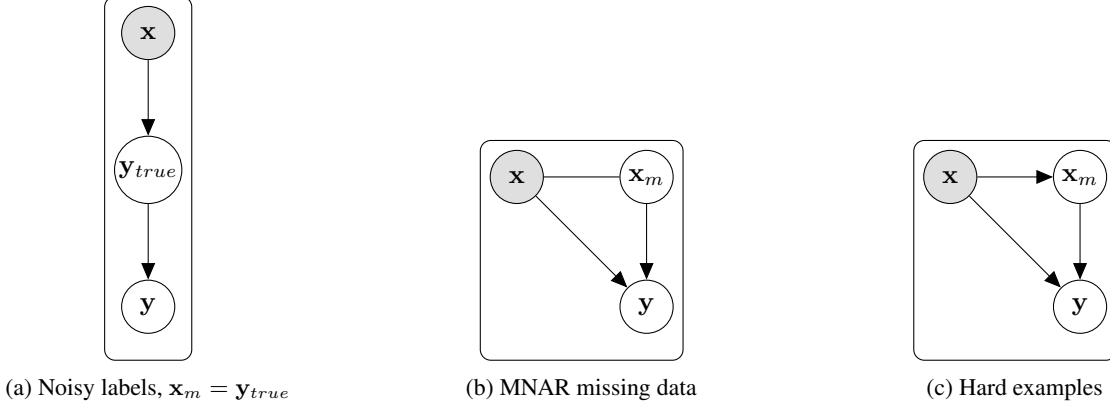 x
y_true
y
(a) Noisy labels, x_m = y_true
x x_m
y
(b) MNAR missing data
x x_m
y
(c) Hard examples